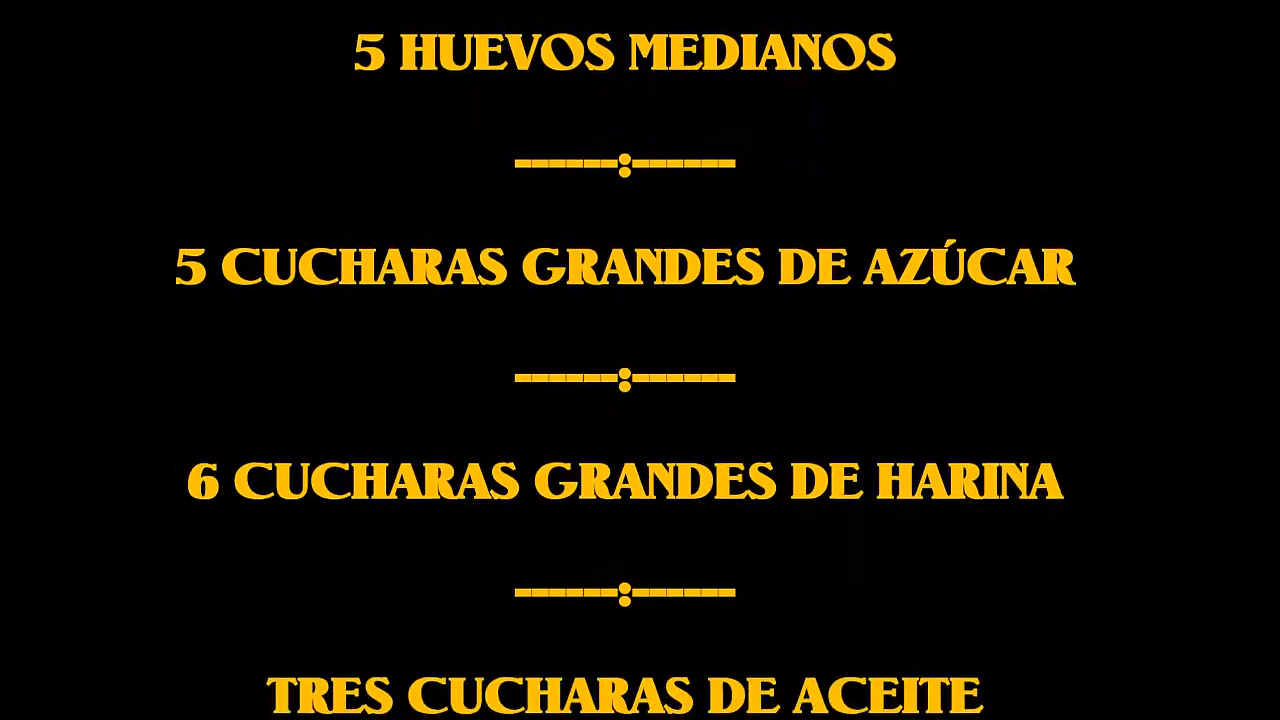 5 HUEVOS MEDIANOS
5 CUCHARAS GRANDES DE AZÚCAR
6 CUCHARAS GRANDES DE HARINA
TRES CUCHARAS DE ACEITE